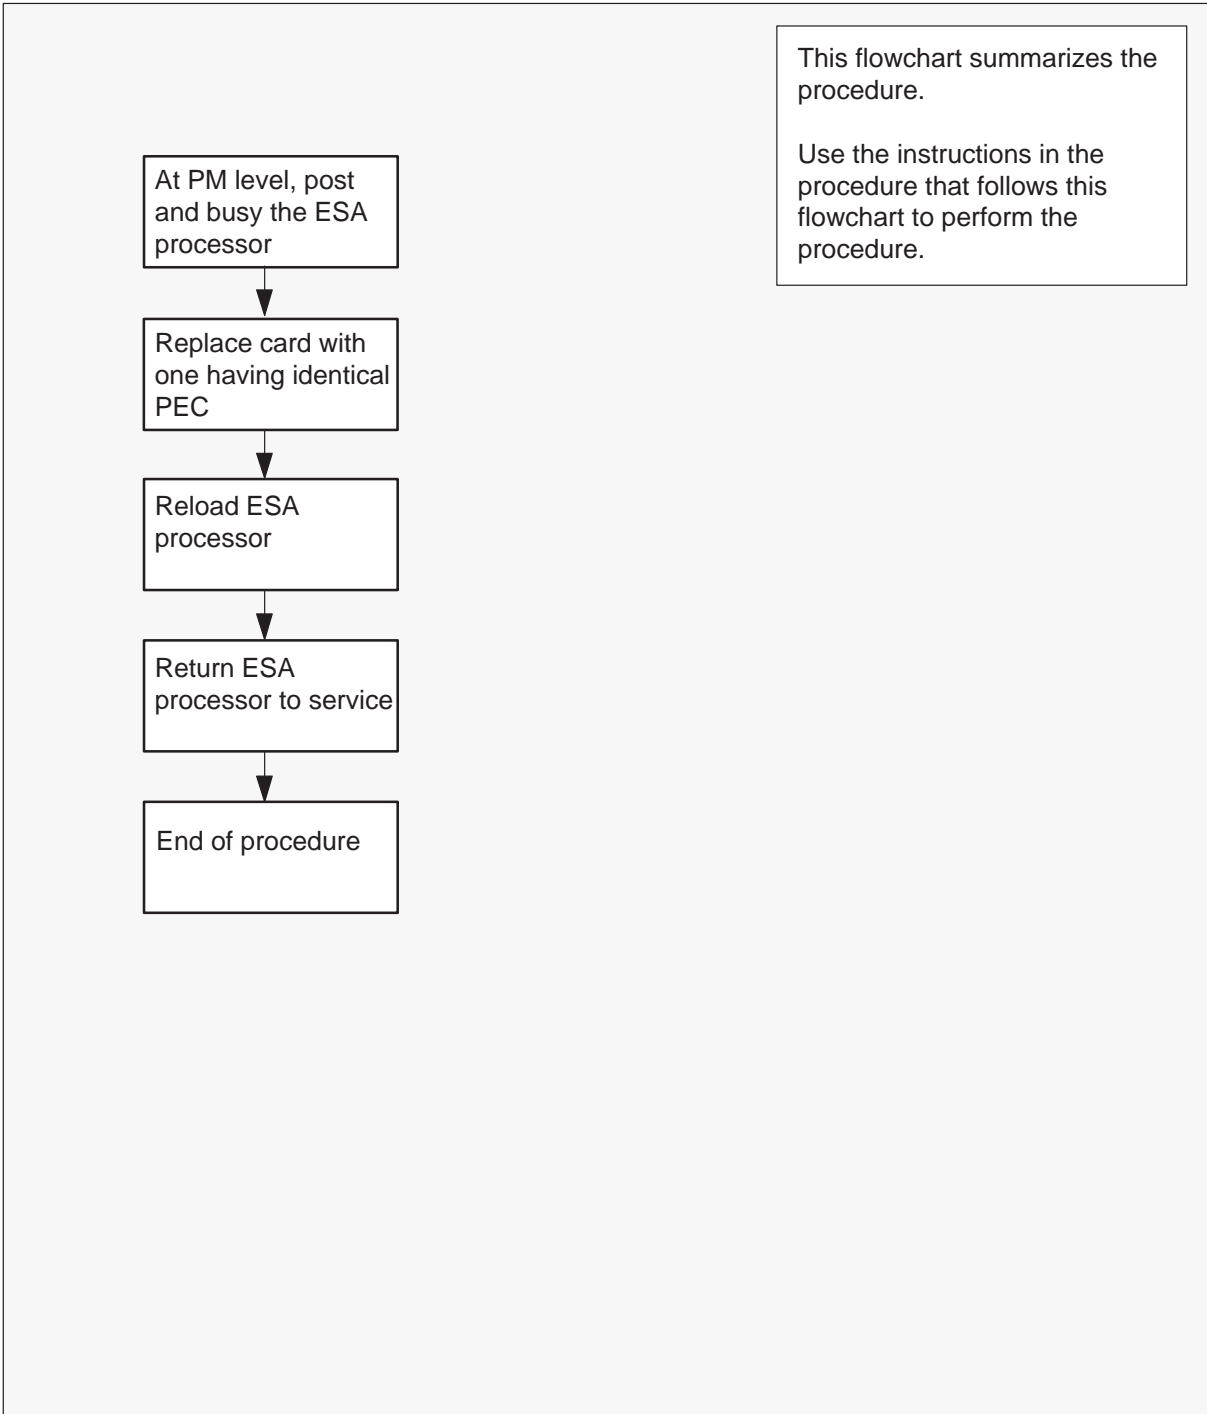 This flowchart summarizes the
procedure.
Use the instructions in the
procedure that follows this
flowchart to perform the
procedure.
At PM level, post
and busy the ESA
processor
Replace card with
one having identical
PEC
Reload ESA
processor
Return ESA
processor to service
End of procedure